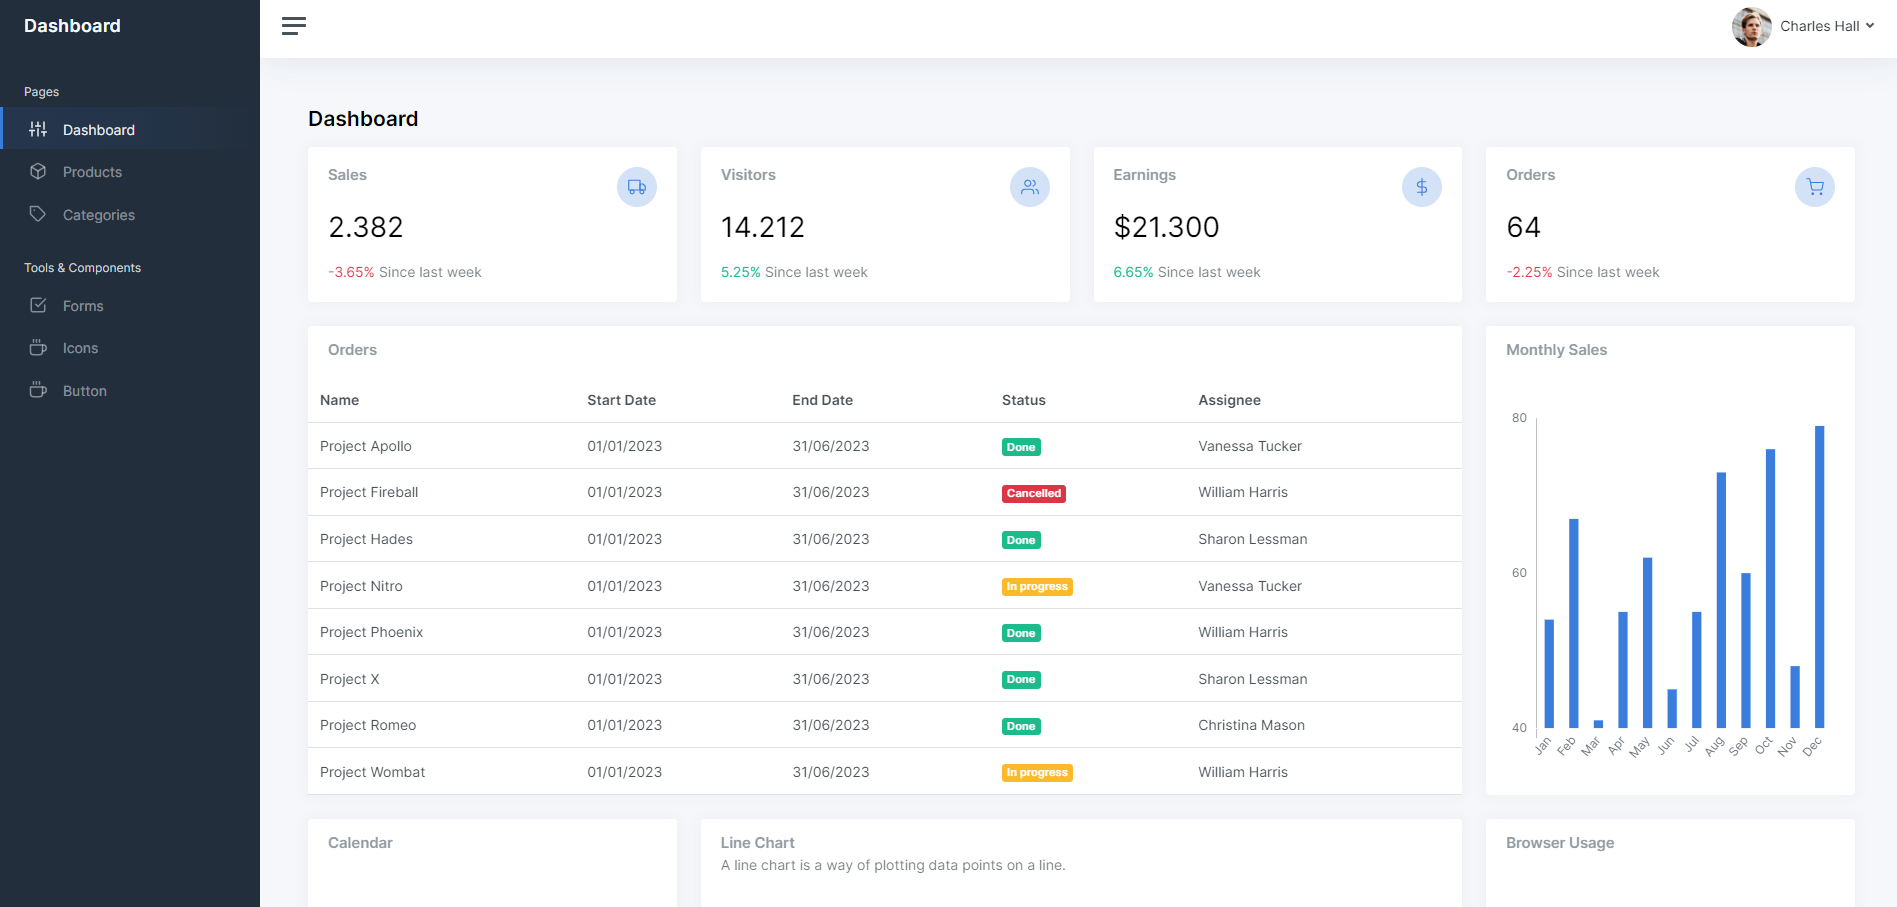 Dashboard
Charles Hall
Pages
Dashboard
Products
Categories
Tools & Components
Forms
Icons
Button
Dashboard
Sales
2.382
-3.65% Since last week
Visitors
14.212
5.25% Since last week
Earnings
$21.300
6.65% Since last week
Orders
64
-2.25% Since last week
Orders
Name Start Date End Date Status Assignee
Project Apollo 01/01/2023 31/06/2023 Done Vanessa Tucker
Project Fireball 01/01/2023 31/06/2023 Cancelled William Harris
Project Hades 01/01/2023 31/06/2023 Done Sharon Lessman
Project Nitro 01/01/2023 31/06/2023 In progress Vanessa Tucker
Project Phoenix 01/01/2023 31/06/2023 Done William Harris
Project X 01/01/2023 31/06/2023 Done Sharon Lessman
Project Romeo 01/01/2023 31/06/2023 Done Christina Mason
Project Wombat 01/01/2023 31/06/2023 In progress William Harris
Monthly Sales
80
60
40
Jan Feb Mar Apr May Jun Jul Aug Sep Oct Nov Dec
Calendar
Line Chart
A line chart is a way of plotting data points on a line.
Browser Usage